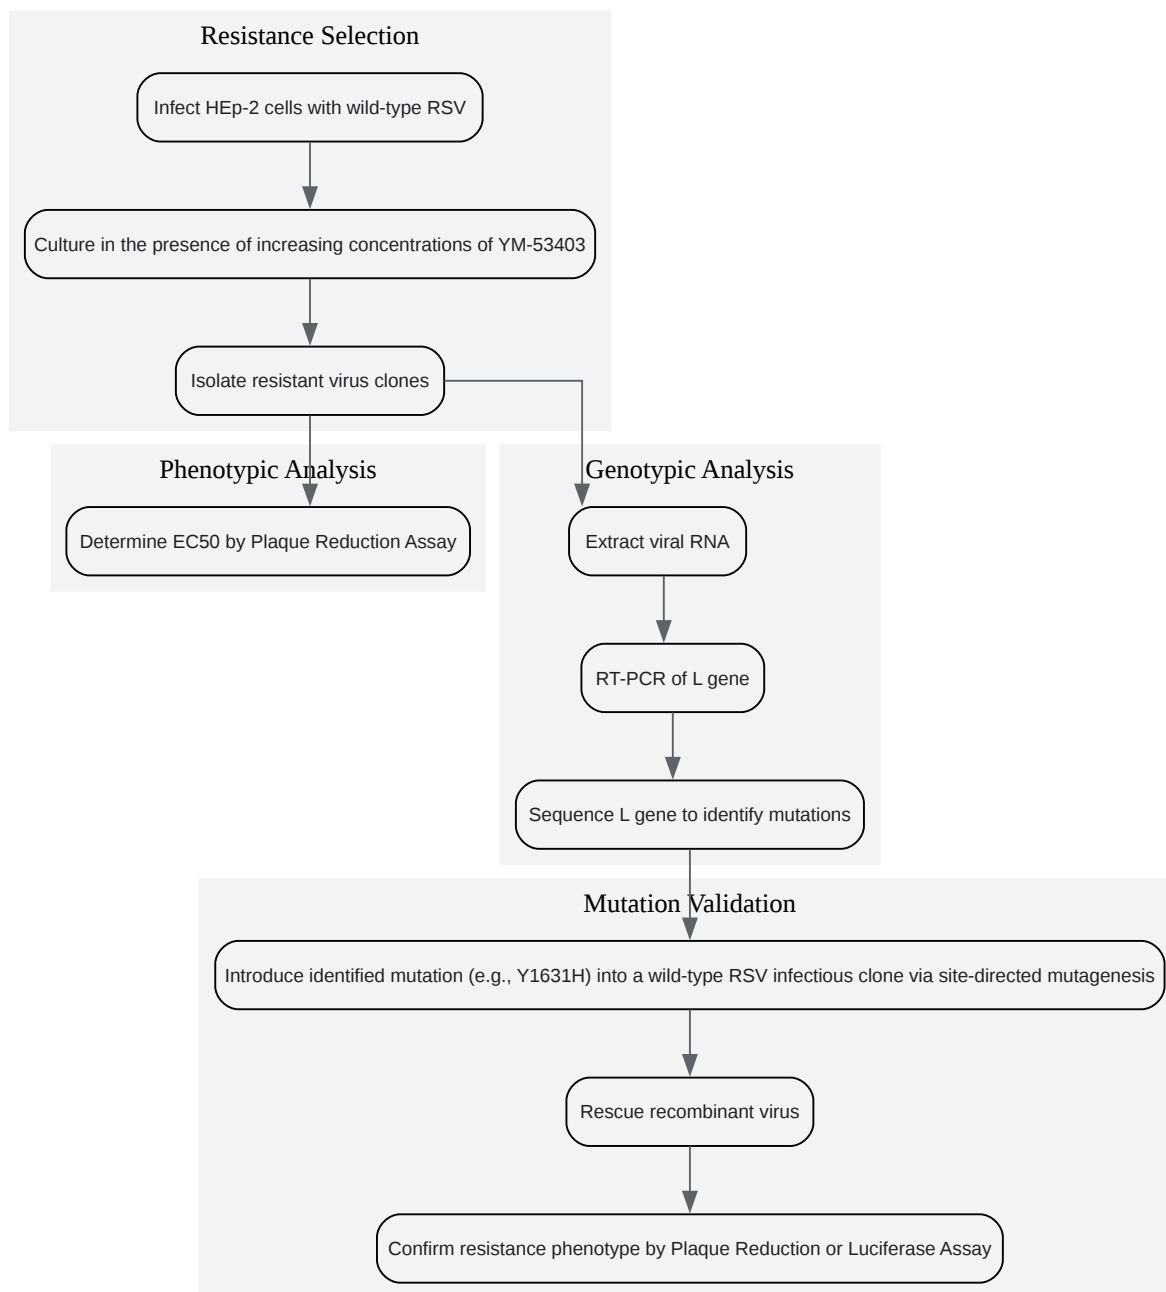 Resistance Selection
Infect HEp-2 cells with wild-type RSV
Culture in the presence of increasing concentrations of YM-53403
Isolate resistant virus clones
Phenotypic Analysis
Determine EC50 by Plaque Reduction Assay
Genotypic Analysis
Extract viral RNA
RT-PCR of L gene
Sequence L gene to identify mutations
Mutation Validation
Introduce identified mutation (e.g., Y1631H) into a wild-type RSV infectious clone via site-directed mutagenesis
Rescue recombinant virus
Confirm resistance phenotype by Plaque Reduction or Luciferase Assay